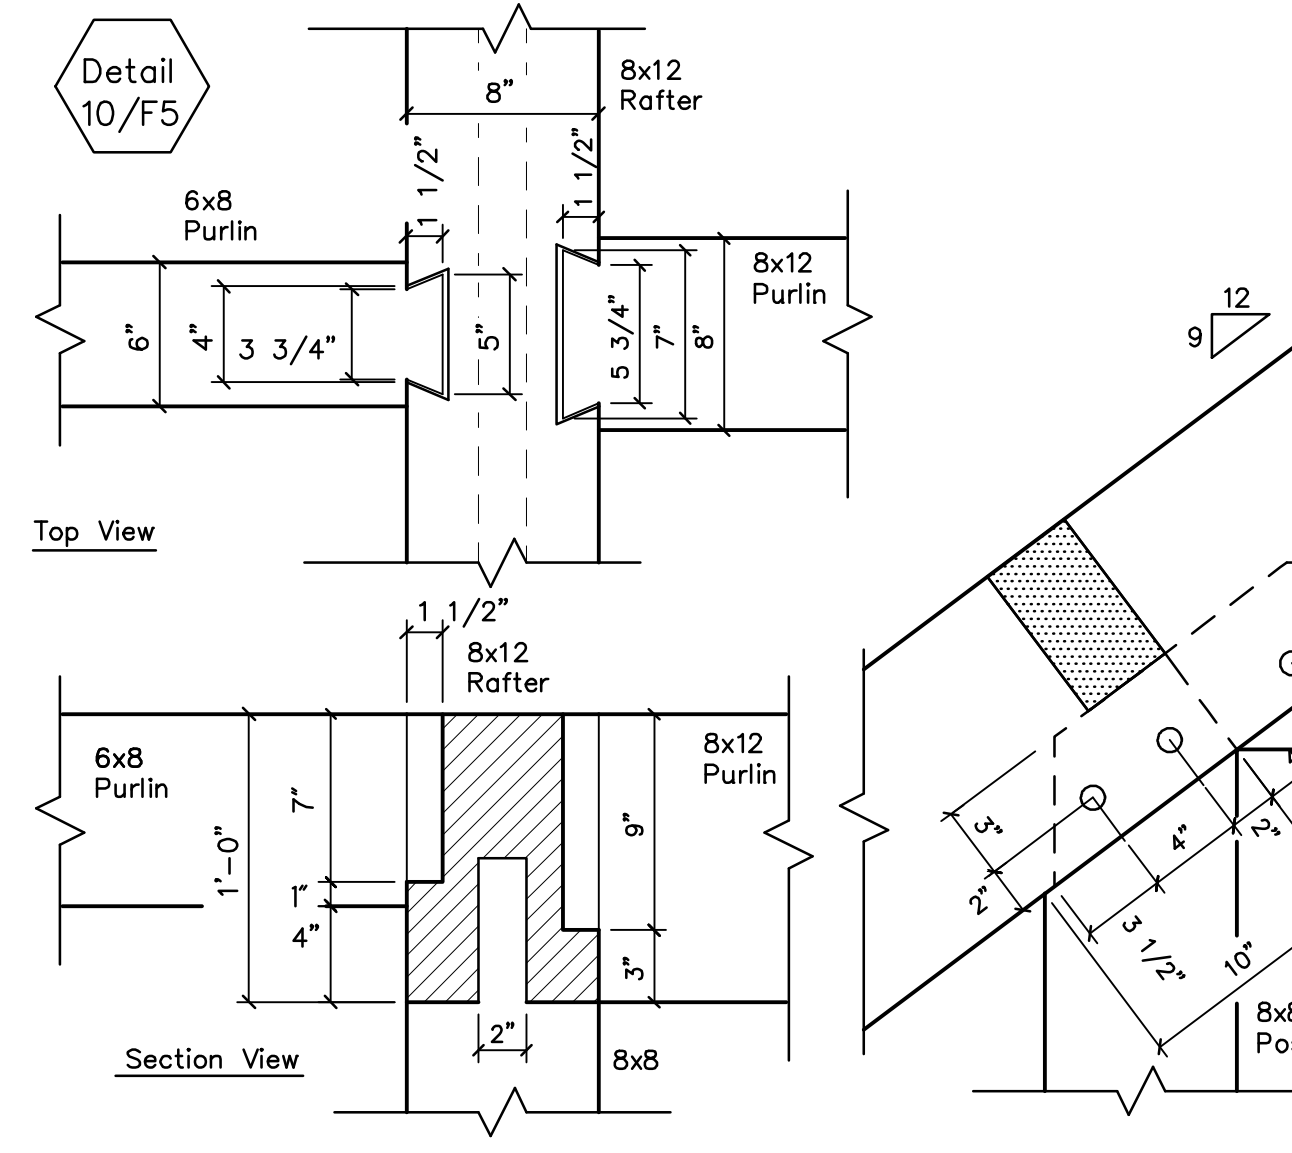 Detail
10/F5
8"
8x12
Rafter
1 1/2"
1 1/2"
6x8
Purlin
8x12
Purlin
6"
4"
3 3/4"
5"
5 3/4"
7"
8"
12
9
Top View
1 1/2"
8x12
Rafter
6x8
Purlin
8x12
Purlin
7"
1'-0"
9"
1"
4"
3"
2"
Section View
8x8
3"
2"
4"
2"
3 1/2"
10"
8x8
Pos